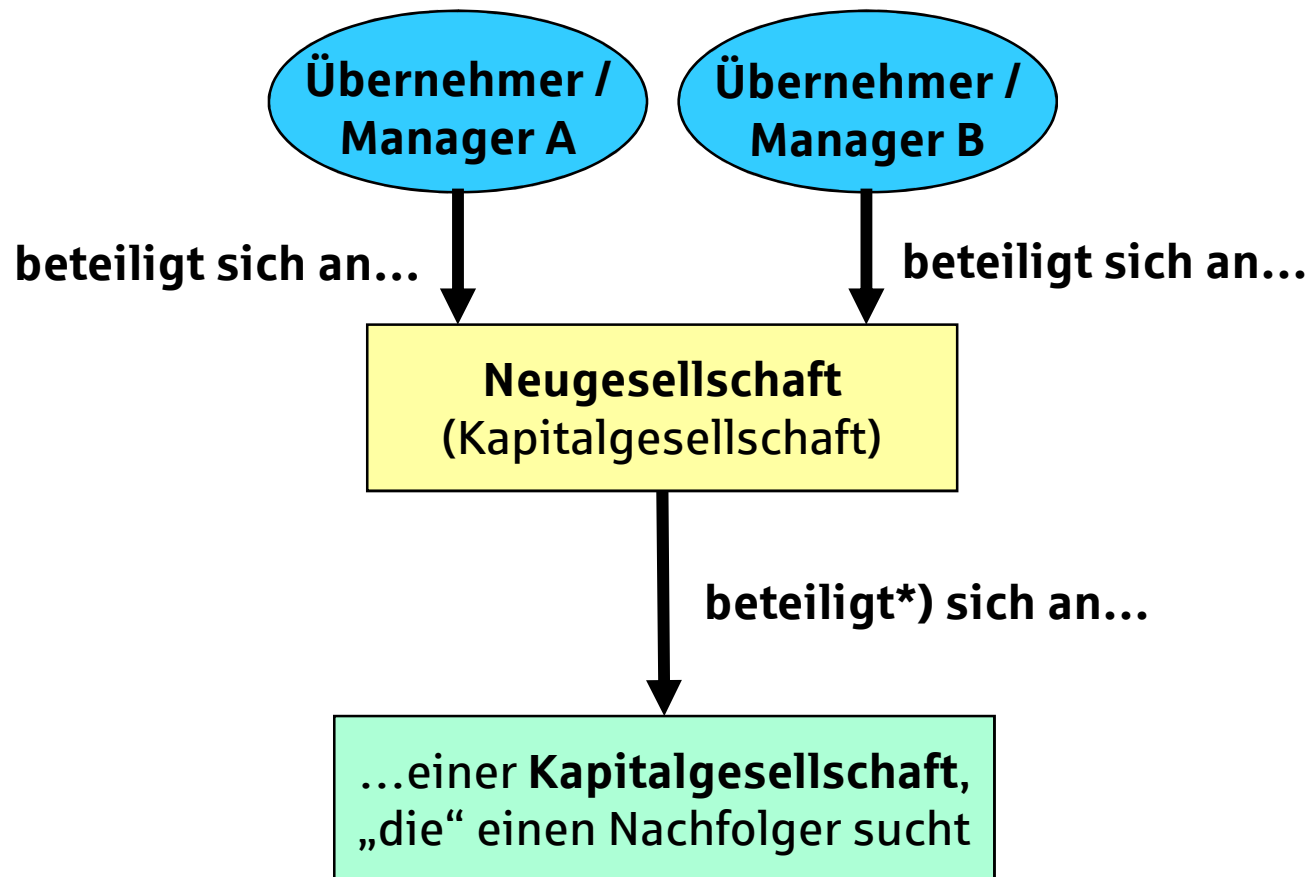 Übernehmer /
Manager A
Übernehmer /
Manager B
beteiligt sich an…
beteiligt sich an…
Neugesellschaft
(Kapitalgesellschaft)
beteiligt*) sich an…
…einer Kapitalgesellschaft,
„die“ einen Nachfolger sucht